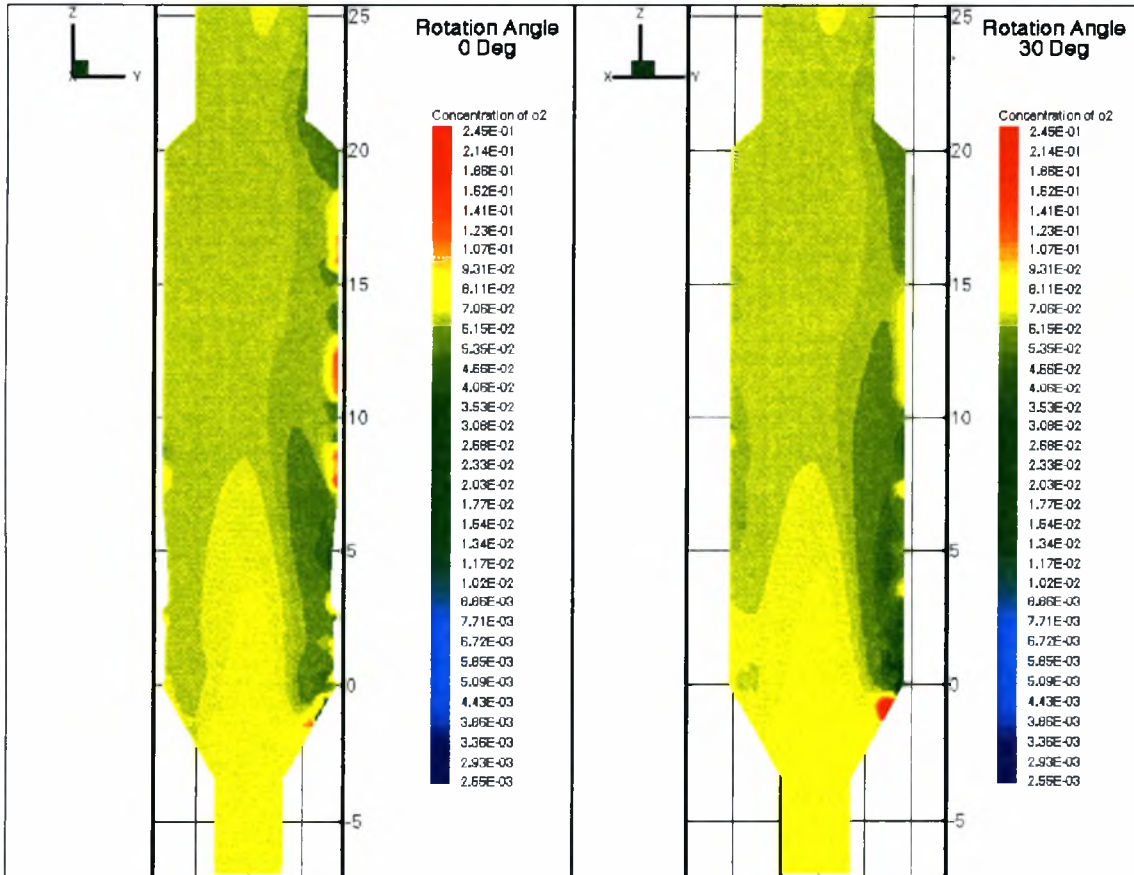 Z
X
Y
25
20
15
10
5
0
-5
Rotation Angle
0 Deg
Concentration of o2
2.45E-01
2.14E-01
1.86E-01
1.62E-01
1.41E-01
1.23E-01
1.07E-01
9.31E-02
8.11E-02
7.06E-02
6.15E-02
5.35E-02
4.66E-02
4.06E-02
3.53E-02
3.08E-02
2.68E-02
2.33E-02
2.03E-02
1.77E-02
1.54E-02
1.34E-02
1.17E-02
1.02E-02
8.86E-03
7.71E-03
6.72E-03
5.85E-03
5.09E-03
4.43E-03
3.86E-03
3.36E-03
2.93E-03
2.55E-03
Z
X
Y
25
20
15
10
5
0
-5
Rotation Angle
30 Deg
Concentration of o2
2.45E-01
2.14E-01
1.86E-01
1.62E-01
1.41E-01
1.23E-01
1.07E-01
9.31E-02
8.11E-02
7.06E-02
6.15E-02
5.35E-02
4.66E-02
4.06E-02
3.53E-02
3.08E-02
2.68E-02
2.33E-02
2.03E-02
1.77E-02
1.54E-02
1.34E-02
1.17E-02
1.02E-02
8.86E-03
7.71E-03
6.72E-03
5.85E-03
5.09E-03
4.43E-03
3.86E-03
3.36E-03
2.93E-03
2.55E-03